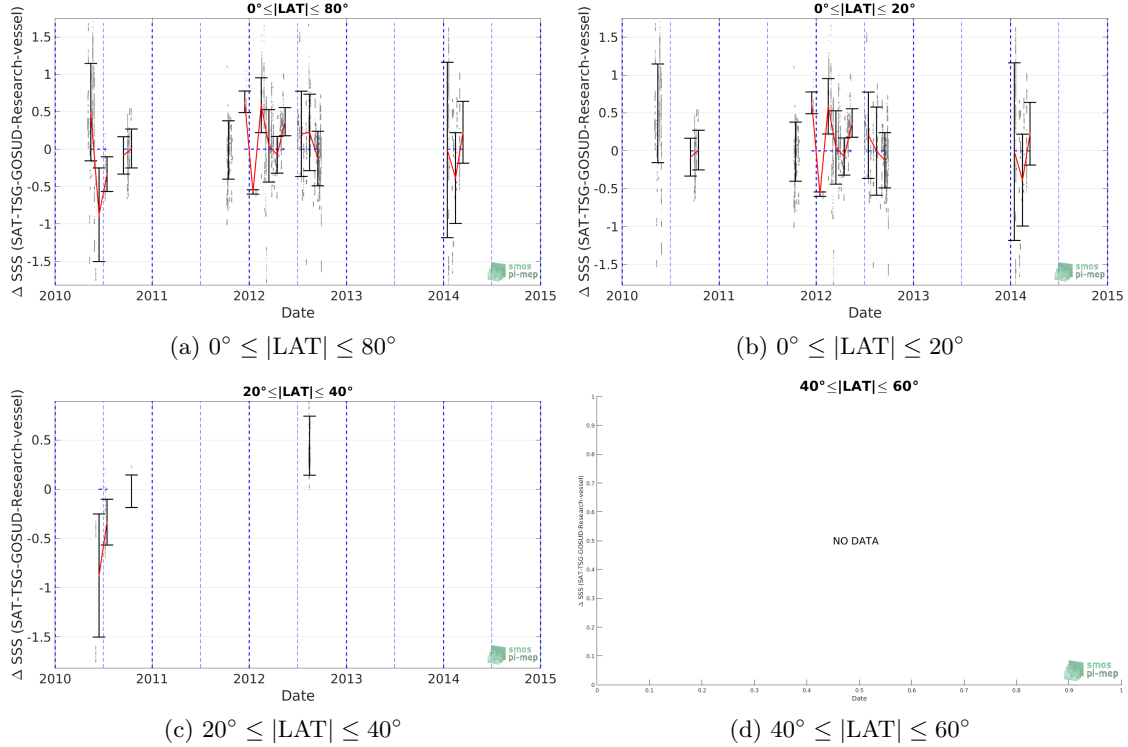 0°≤|LAT|≤ 80°
Δ SSS (SAT-TSG-GOSUD-Research-vessel)
1.5
1
0.5
0
-0.5
-1
-1.5
2010 2011 2012 2013 2014 2015
Date
smos
pi-mep
(a) 0° ≤ |LAT| ≤ 80°
0°≤|LAT|≤ 20°
Δ SSS (SAT-TSG-GOSUD-Research-vessel)
1.5
1
0.5
0
-0.5
-1
-1.5
2010 2011 2012 2013 2014 2015
Date
smos
pi-mep
(b) 0° ≤ |LAT| ≤ 20°
20°≤|LAT|≤ 40°
Δ SSS (SAT-TSG-GOSUD-Research-vessel)
0.5
0
-0.5
-1
-1.5
2010 2011 2012 2013 2014 2015
Date
smos
pi-mep
(c) 20° ≤ |LAT| ≤ 40°
40°≤|LAT|≤ 60°
Δ SSS (SAT-TSG-GOSUD-Research-vessel)
1
0.9
0.8
0.7
0.6
0.5
0.4
0.3
0.2
0.1
0
NO DATA
0 0.1 0.2 0.3 0.4 0.5 0.6 0.7 0.8 0.9 1
Date
smos
pi-mep
(d) 40° ≤ |LAT| ≤ 60°